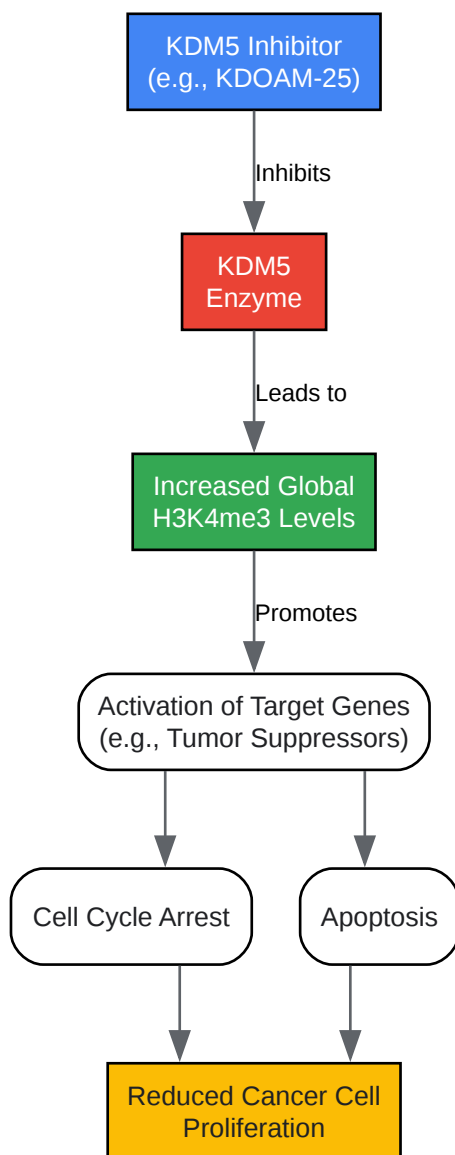 KDM5 Inhibitor
(e.g., KDOAM-25)
Inhibits
KDM5
Enzyme
Leads to
Increased Global
H3K4me3 Levels
Promotes
Activation of Target Genes
(e.g., Tumor Suppressors)
Cell Cycle Arrest
Apoptosis
Reduced Cancer Cell
Proliferation